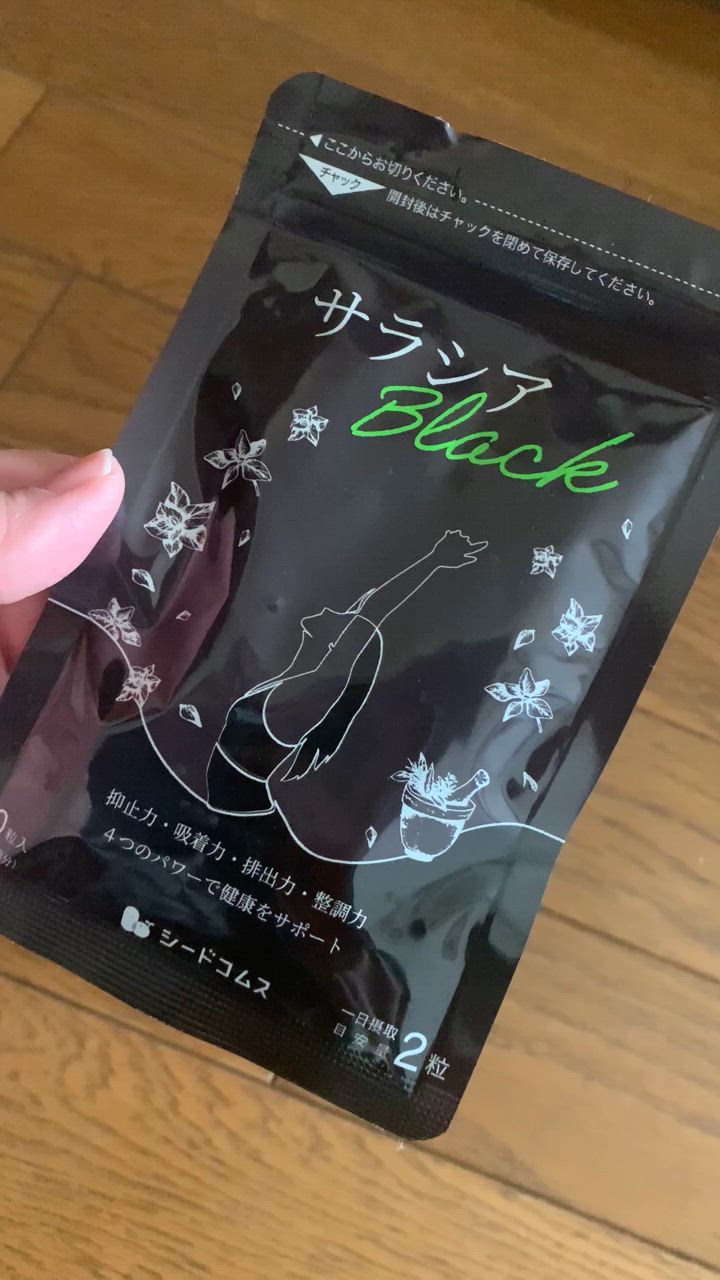 ここからお切りください。
チャック
開封後はチャックを閉めて保存してください。
サラシア
Black
抑止力・吸着力・排出力・整調力
4つのパワーで健康をサポート
シードコムス
粒入
一日摂取
目安量
2粒